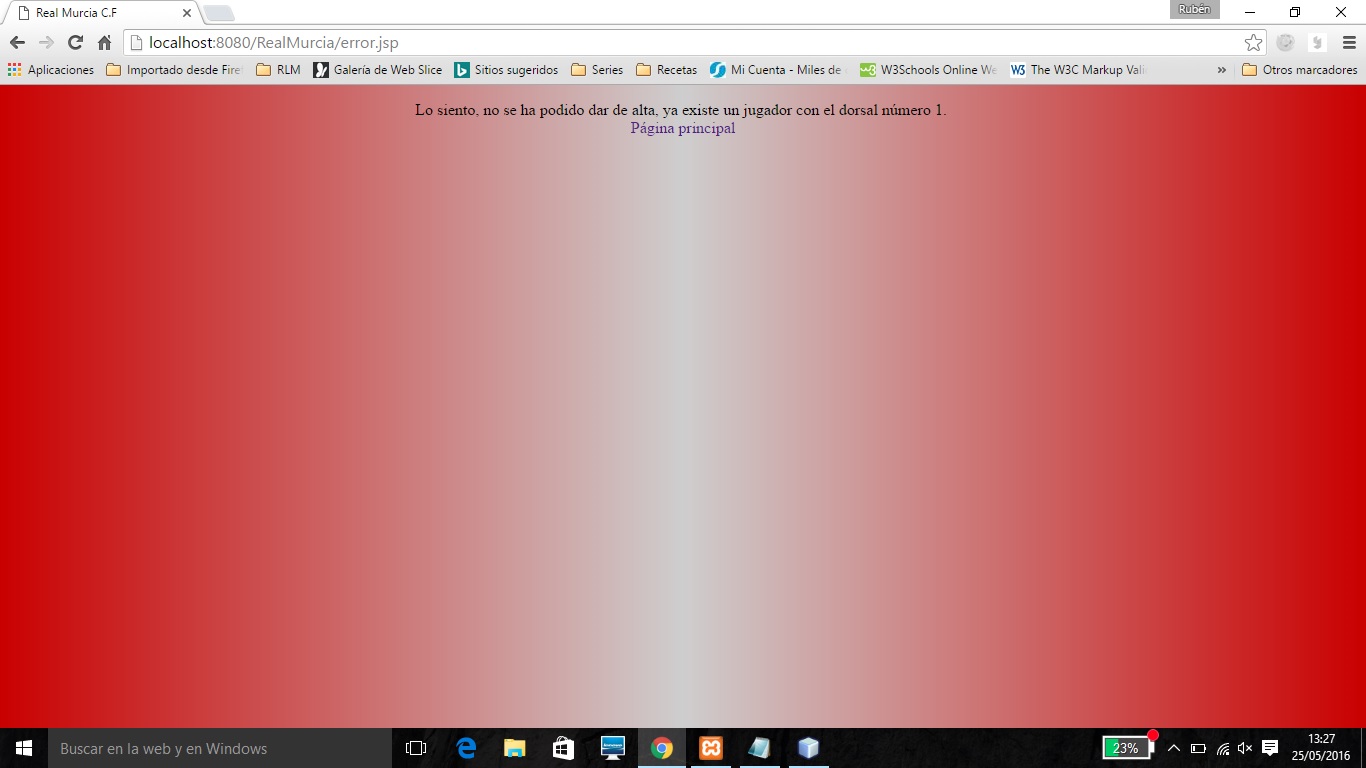 Real Murcia C.F
Rubén
localhost:8080/RealMurcia/error.jsp
Aplicaciones
Importado desde Firef
RLM
Galería de Web Slice
Sitios sugeridos
Series
Recetas
Mi Cuenta - Miles de
W3Schools Online We
The W3C Markup Vali
»
Otros marcadores
Lo siento, no se ha podido dar de alta, ya existe un jugador con el dorsal número 1.
Página principal
Buscar en la web y en Windows
23%
13:27
25/05/2016